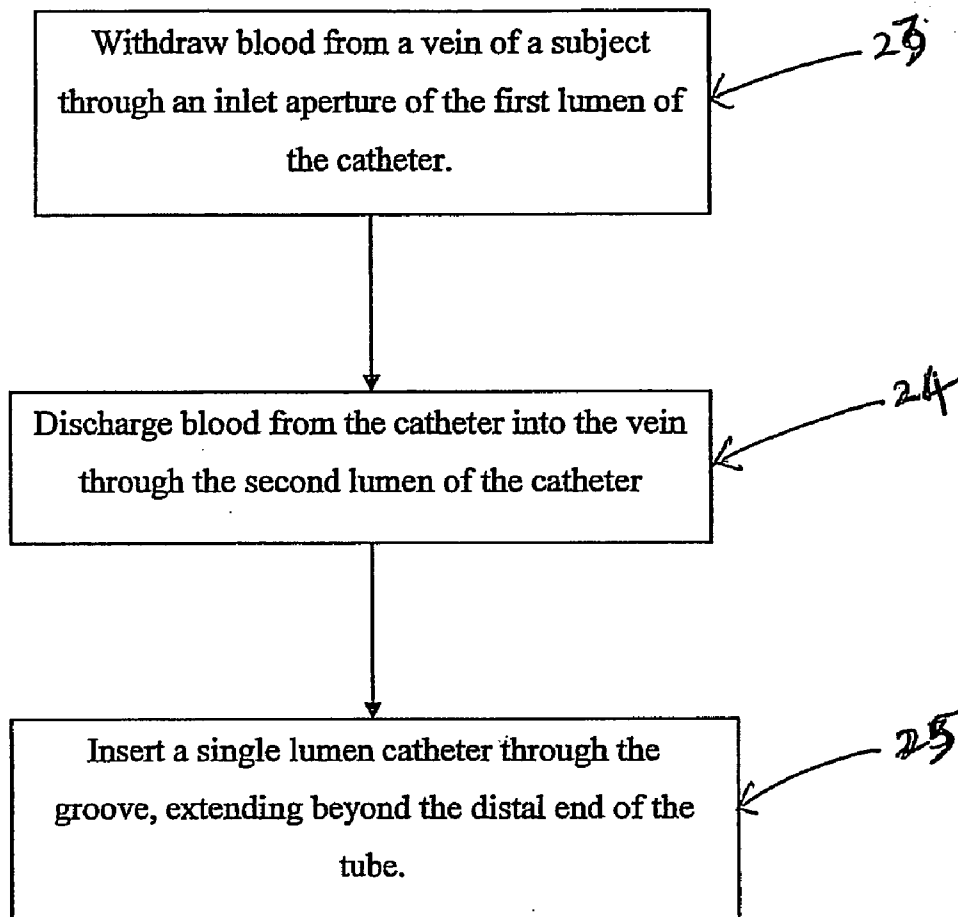 Withdraw blood from a vein of a subject
through an inlet aperture of the first lumen of
the catheter.
Discharge blood from the catheter into the vein
through the second lumen of the catheter
24
Insert a single lumen catheter through the
groove, extending beyond the distal end of the
tube.
25